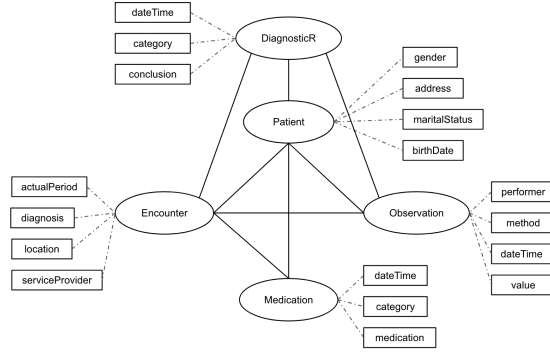 dateTime
category
conclusion
DiagnosticR
gender
address
maritalStatus
birthDate
Patient
actualPeriod
diagnosis
location
serviceProvider
Encounter
Observation
performer
method
dateTime
value
Medication
dateTime
category
medication